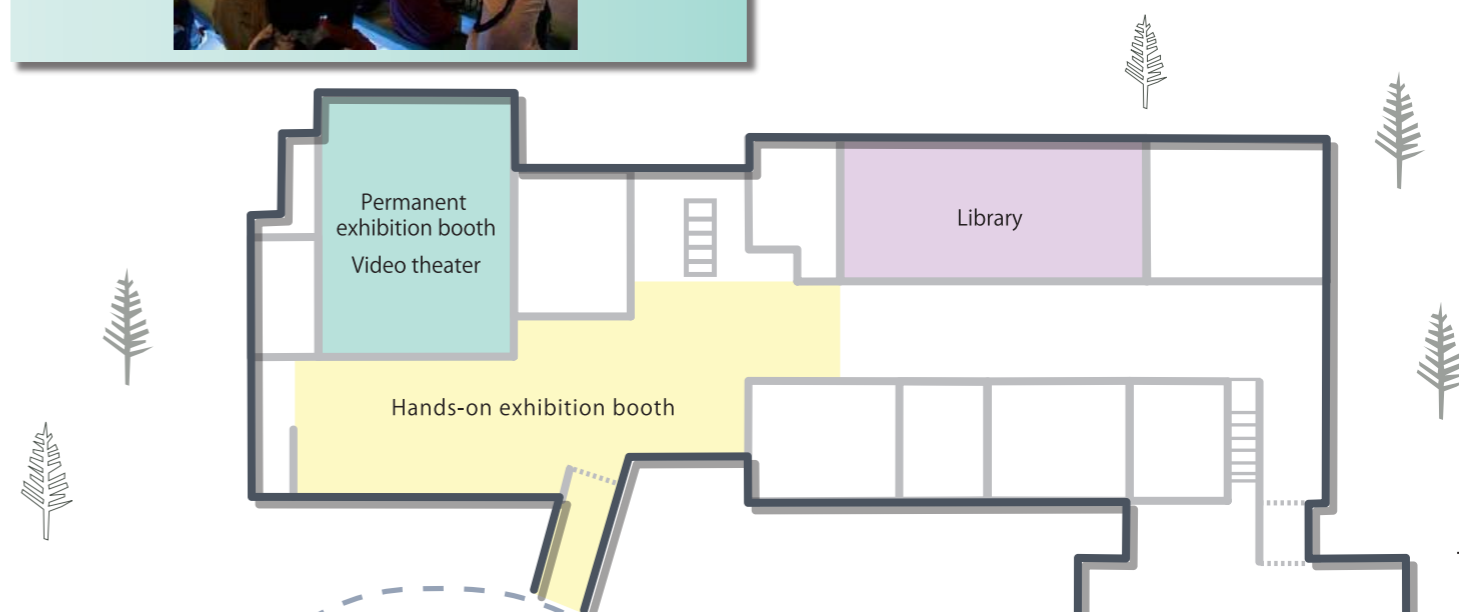 Permanent
exhibition booth
Video theater
Library
Hands-on exhibition booth